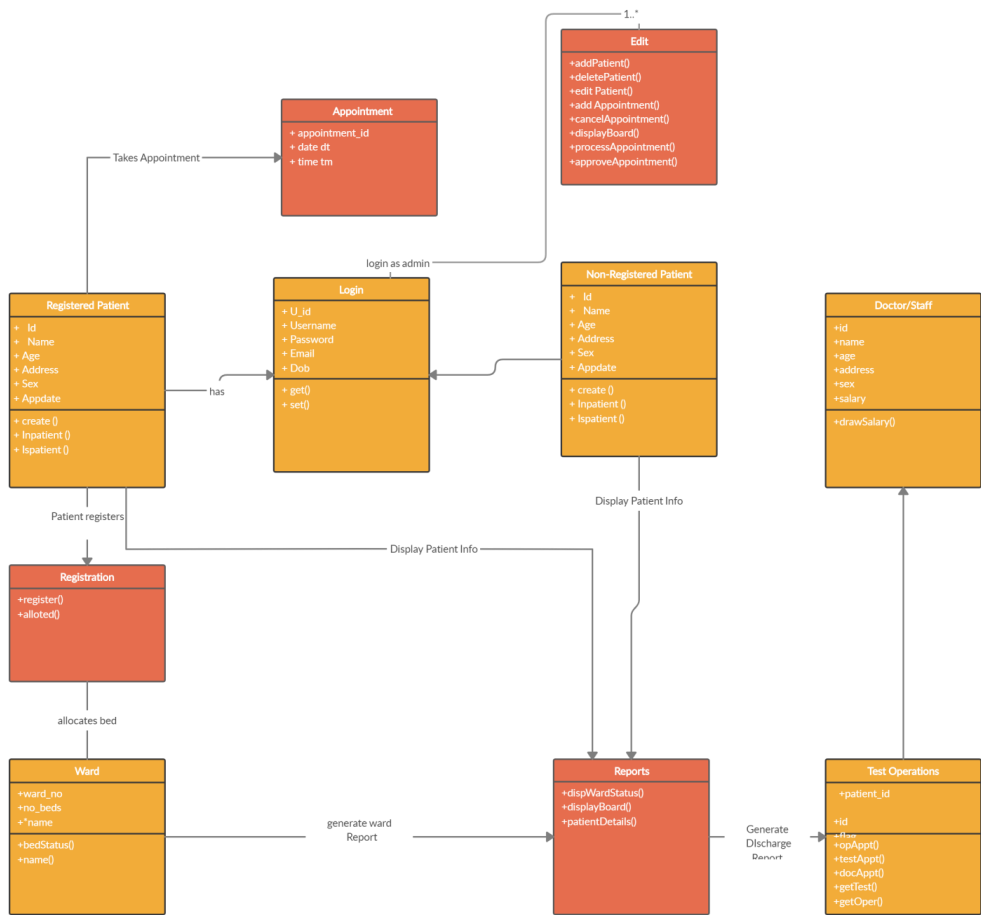 1..*
Edit
+addPatient()
+deletePatient()
+edit Patient()
+add Appointment()
+cancelAppointment()
+displayBoard()
+processAppointment()
+approveAppointment()
Appointment
+ appointment_id
+ date dt
+ time tm
Takes Appointment
login as admin
Registered Patient
+ Id
+ Name
+ Age
+ Address
+ Sex
+ Appdate
+ create ()
+ Inpatient ()
+ Ispatient ()
has
Login
+ U_id
+ Username
+ Password
+ Email
+ Dob
+ get()
+ set()
Non-Registered Patient
+ Id
+ Name
+ Age
+ Address
+ Sex
+ Appdate
+ create ()
+ Inpatient ()
+ Ispatient ()
Doctor/Staff
+id
+name
+age
+address
+sex
+salary
+drawSalary()
Patient registers
Display Patient Info
Display Patient Info
Registration
+register()
+alloted()
allocates bed
Ward
+ward_no
+no_beds
+*name
+bedStatus()
+name()
generate ward
Report
Reports
+dispWardStatus()
+displayBoard()
+patientDetails()
Generate
DIscharge
Report
Test Operations
+patient_id
+id
+opAppt()
+testAppt()
+docAppt()
+getTest()
+getOper()